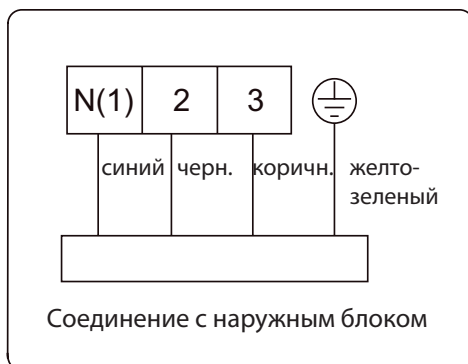 N(1) 2 3
синий черн. коричн. желто-
зеленый
Соединение с наружным блоком